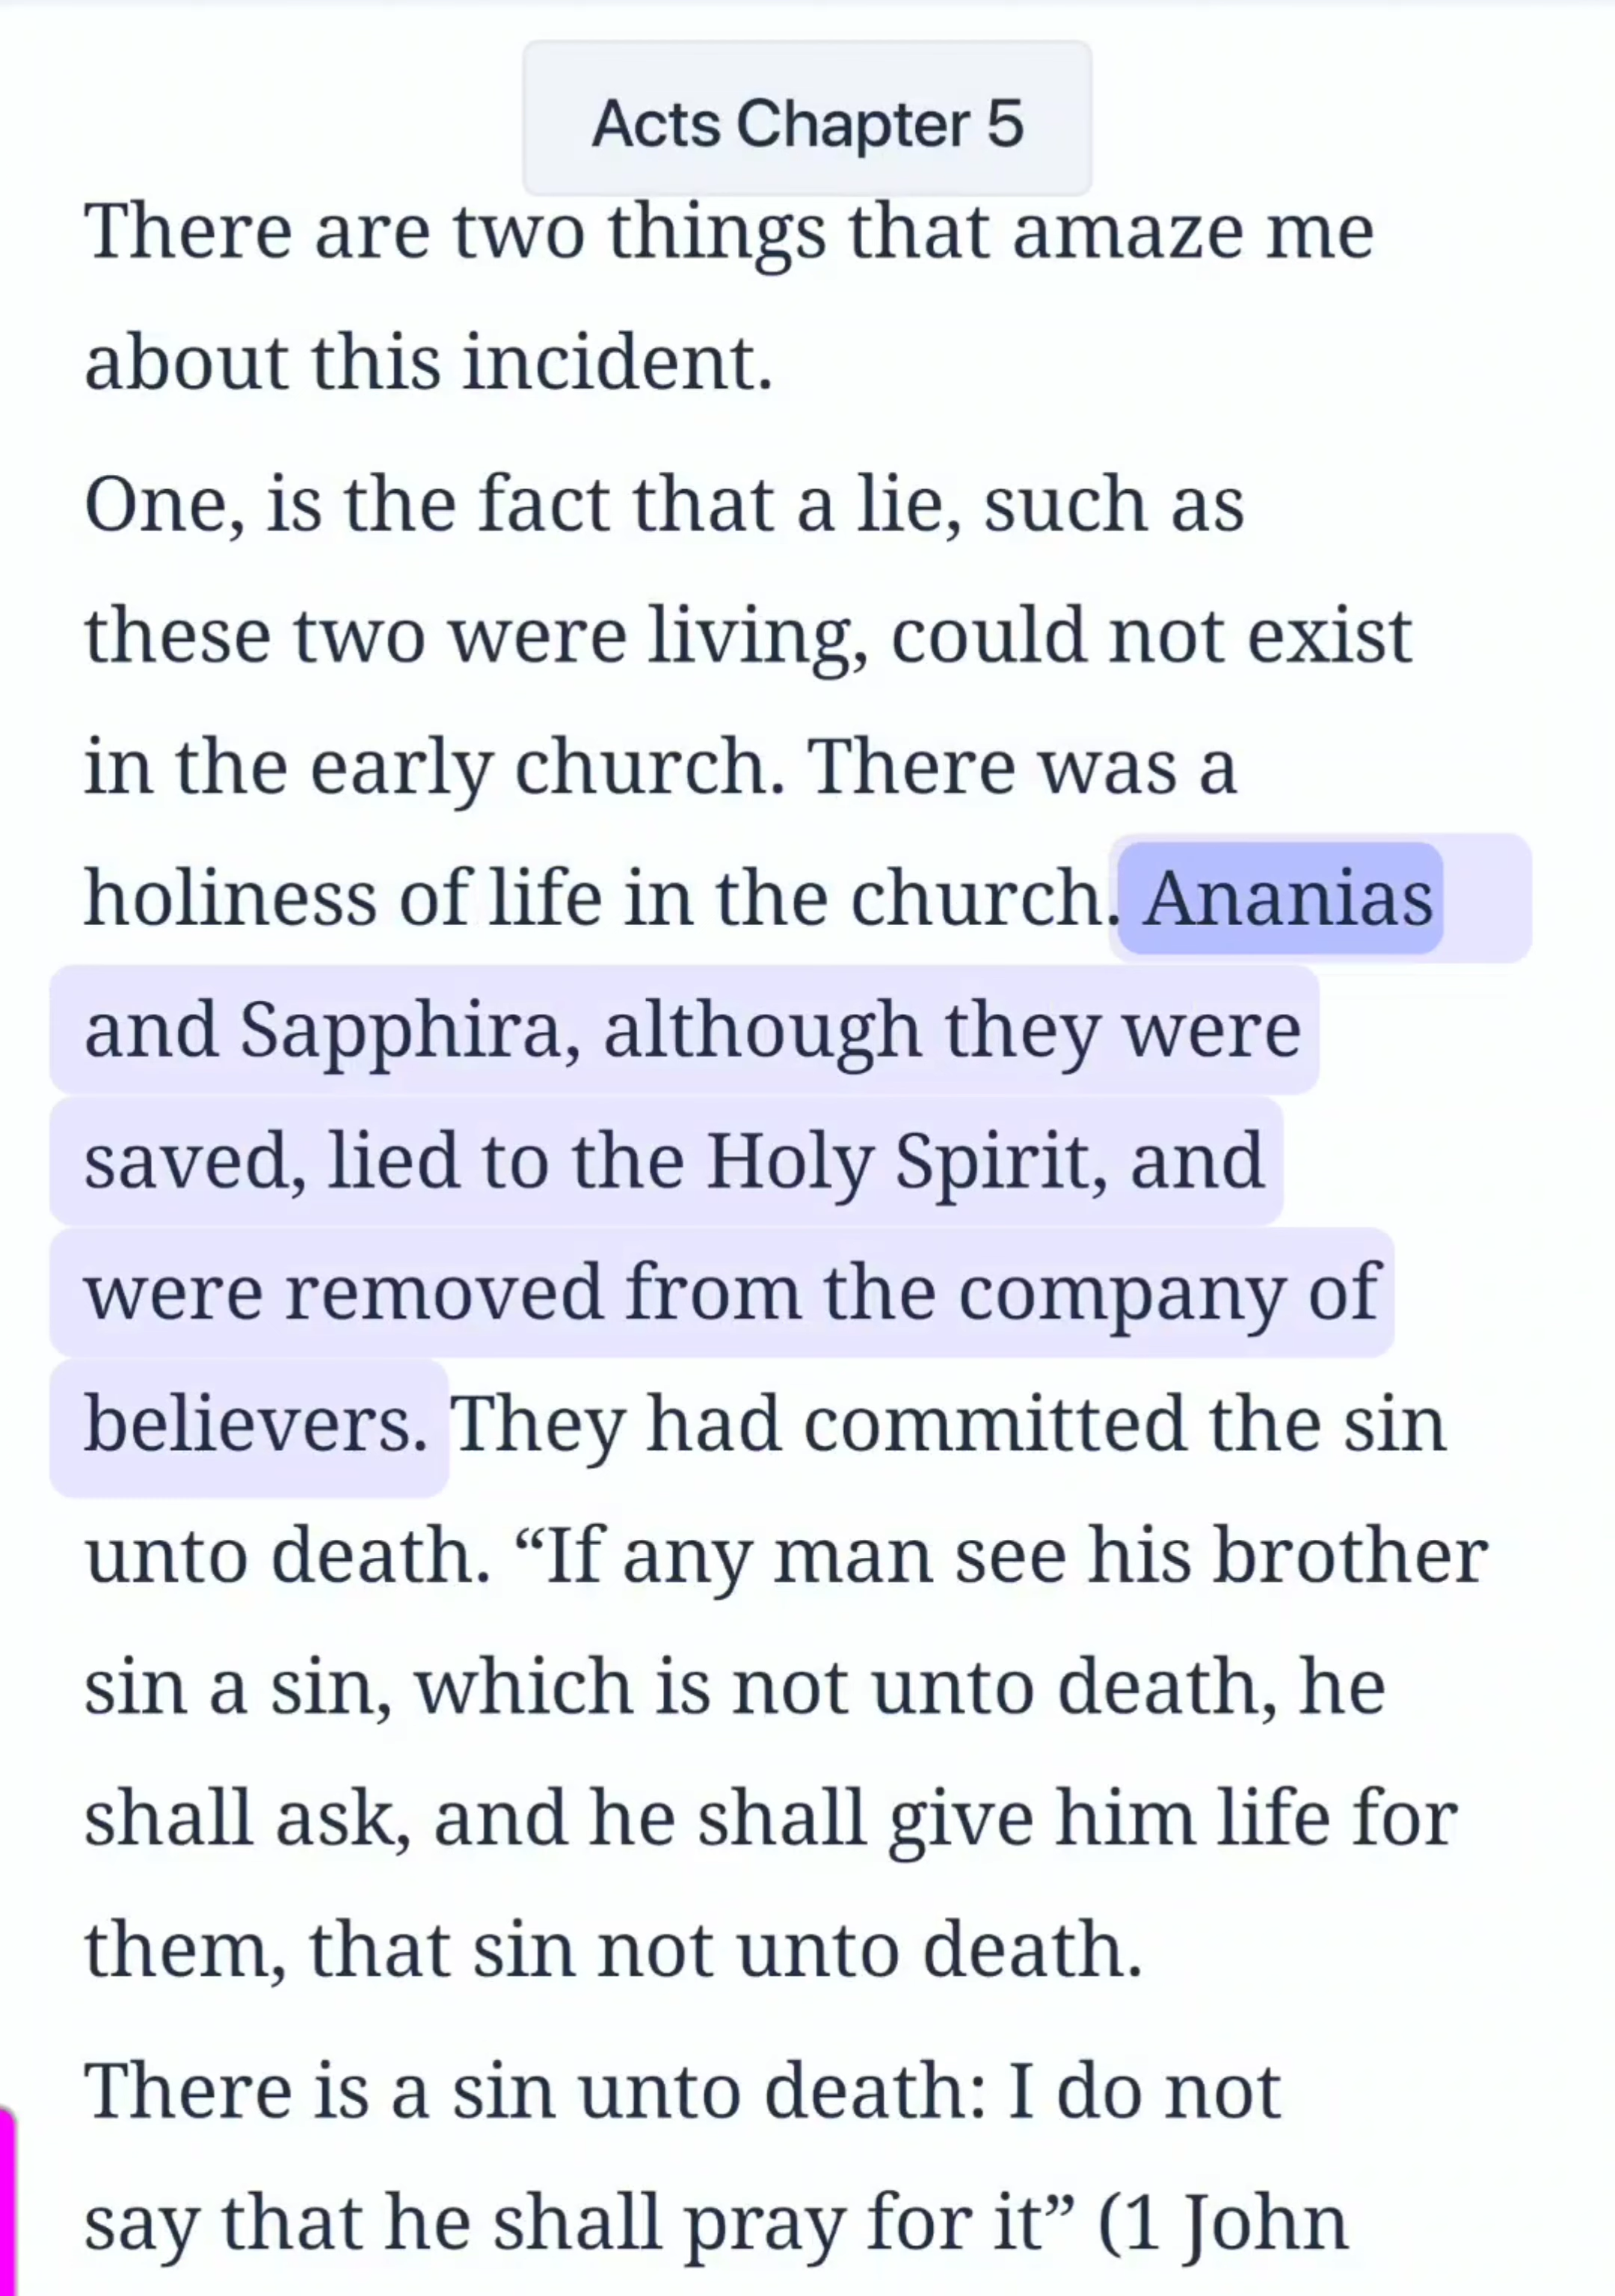 Acts Chapter 5
There are two things that amaze me
about this incident.
One, is the fact that a lie, such as
these two were living, could not exist
in the early church. There was a
holiness of life in the church. Ananias
and Sapphira, although they were
saved, lied to the Holy Spirit, and
were removed from the company of
believers. They had committed the sin
unto death. “If any man see his brother
sin a sin, which is not unto death, he
shall ask, and he shall give him life for
them, that sin not unto death.
There is a sin unto death: I do not
say that he shall pray for it” (1 John